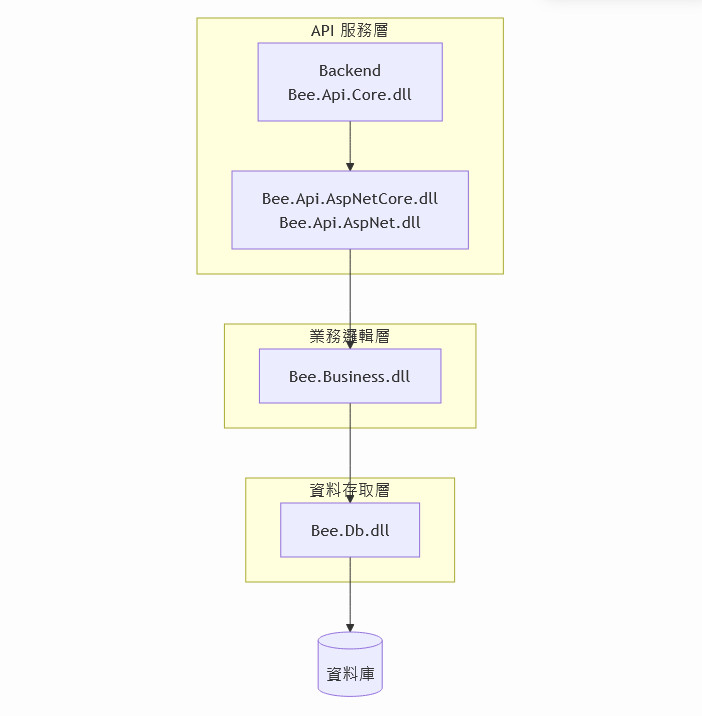 API 服務層
Backend
Bee.Api.Core.dll
Bee.Api.AspNetCore.dll
Bee.Api.AspNet.dll
業務邏輯層
Bee.Business.dll
資料存取層
Bee.Db.dll
資料庫